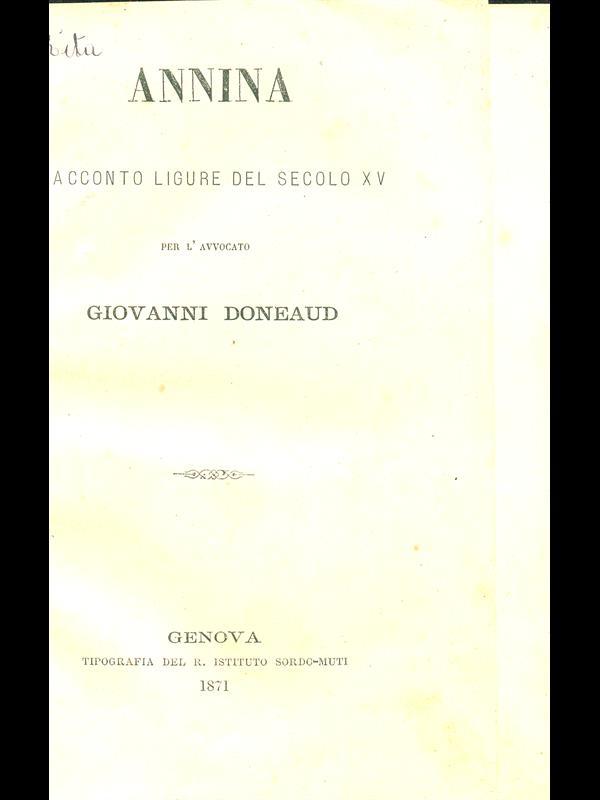 ANNINA
ACCONTO LIGURE DEL SECOLO XV
PER L' AVVOCATO
GIOVANNI DONEAUD
GENOVA
TIPOGRAFIA DEL R. ISTITUTO SORDO-MUTI
1871